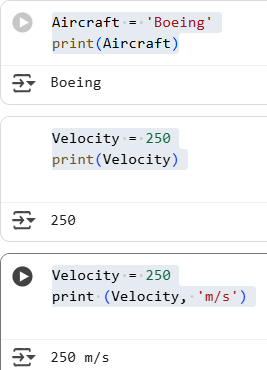 Aircraft = 'Boeing'
print(Aircraft)
Boeing
Velocity = 250
print(Velocity)
250
Velocity = 250
print (Velocity, 'm/s')
250 m/s